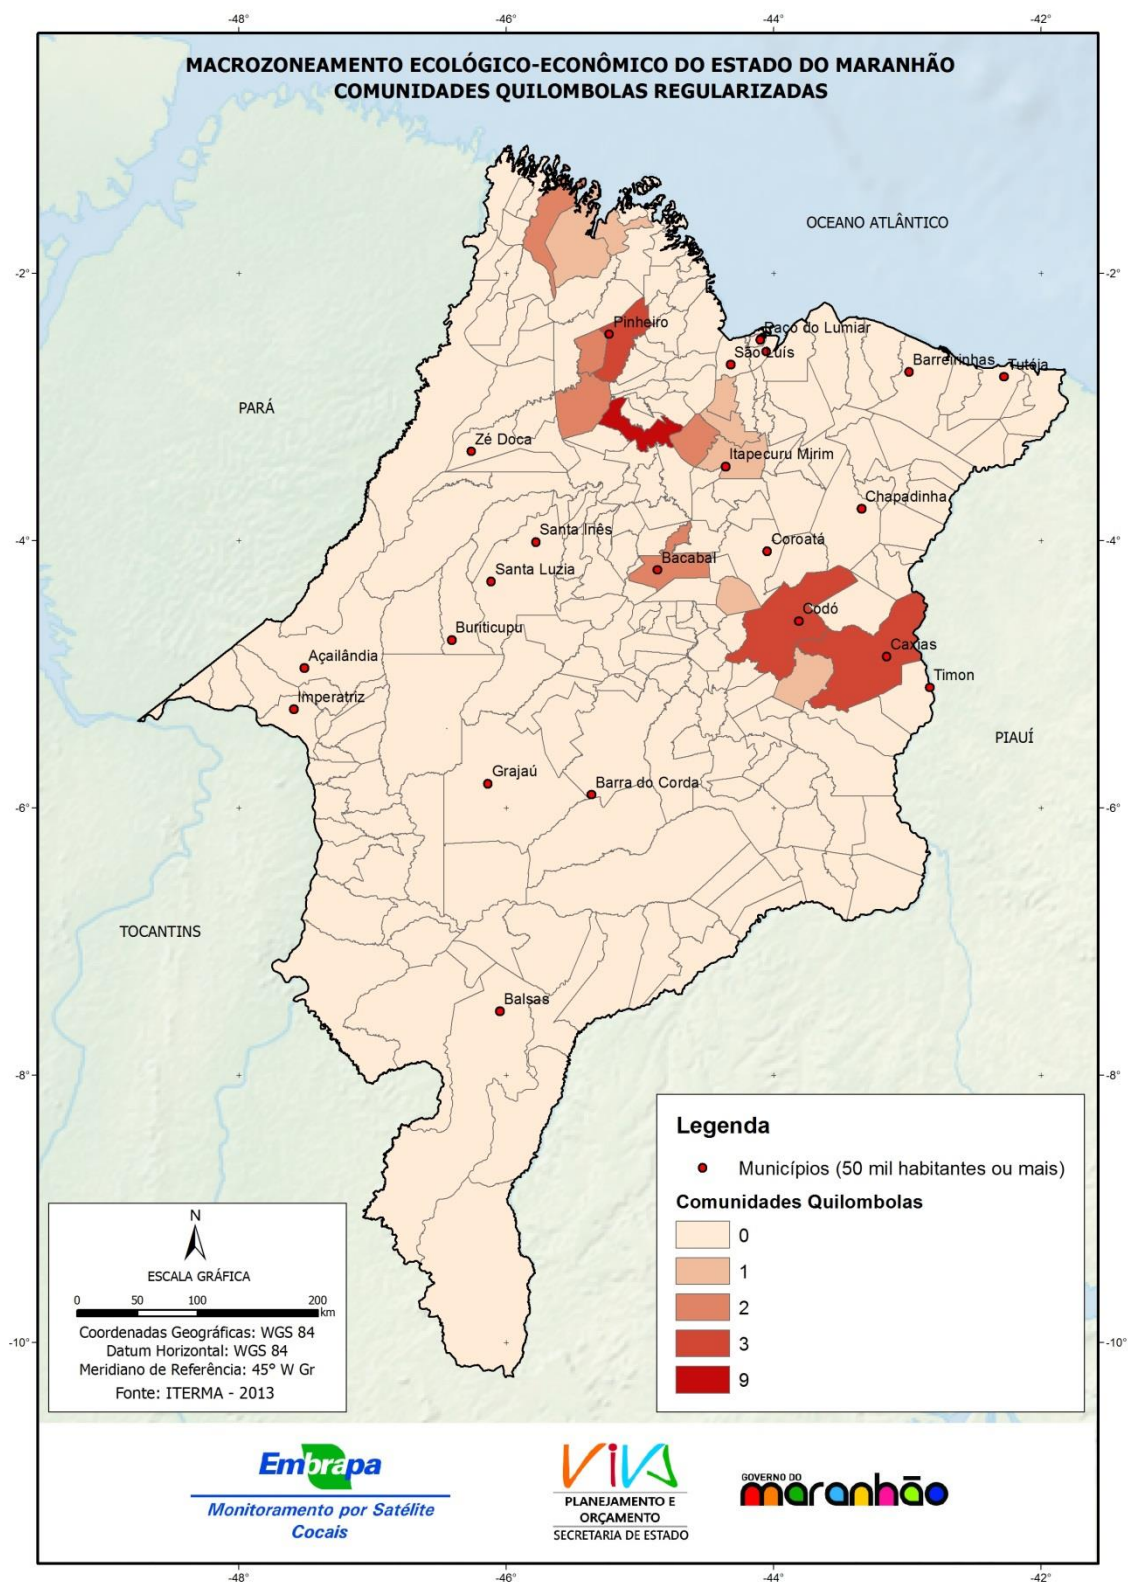 -48°
-46°
-44°
-42°
MACROZONEAMENTO ECOLÓGICO-ECONÔMICO DO ESTADO DO MARANHÃO
COMUNIDADES QUILOMBOLAS REGULARIZADAS
OCEANO ATLÂNTICO
-2°
-2°
Pinheiro
Paço do Lumiar
São Luís
Barreirinhas
Tutóia
PARÁ
Zé Doca
Itapecuru Mirim
Chapadinha
Santa Inês
Coroatá
-4°
-4°
Bacabal
Santa Luzia
Codó
Buriticupu
Caxias
Açailândia
Timon
Imperatriz
PIAUÍ
Grajaú
Barra do Corda
-6°
-6°
TOCANTINS
Balsas
-8°
-8°
Legenda
Municípios (50 mil habitantes ou mais)
Comunidades Quilombolas
0
1
2
3
9
N
ESCALA GRÁFICA
0 50 100 200
km
Coordenadas Geográficas: WGS 84
Datum Horizontal: WGS 84
Meridiano de Referência: 45° W Gr
Fonte: ITERMA - 2013
-10°
-10°
Embrapa
Monitoramento por Satélite
Cocais
VIVA
PLANEJAMENTO E
ORÇAMENTO
SECRETARIA DE ESTADO
GOVERNO DO
maranhão
-48°
-46°
-44°
-42°